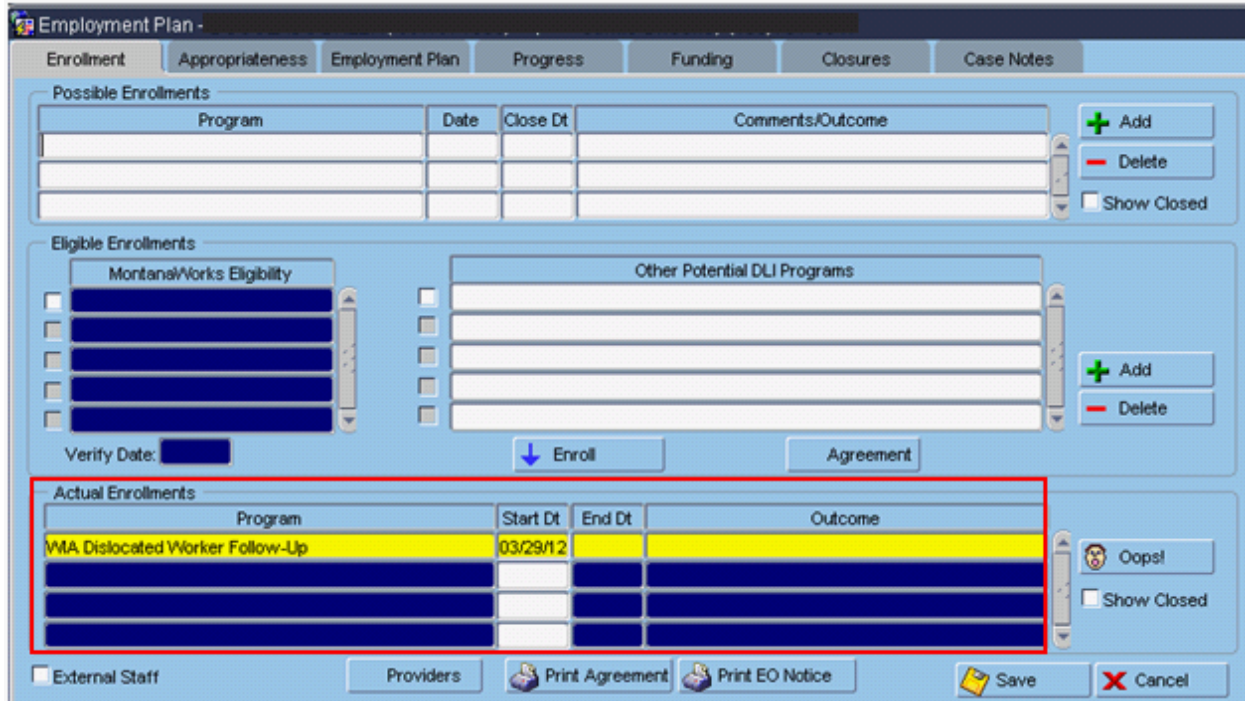 Employment Plan -
Enrollment Appropriateness Employment Plan Progress Funding Closures Case Notes
Possible Enrollments
Program Date Close Dt Comments/Outcome
Add
Delete
Show Closed
Eligible Enrollments
MontanaWorks Eligibility Other Potential DLI Programs
Add
Delete
Verify Date: Enroll Agreement
Actual Enrollments
Program Start Dt End Dt Outcome
WIA Dislocated Worker Follow-Up 03/29/12
Oops!
Show Closed
External Staff Providers Print Agreement Print EO Notice Save Cancel